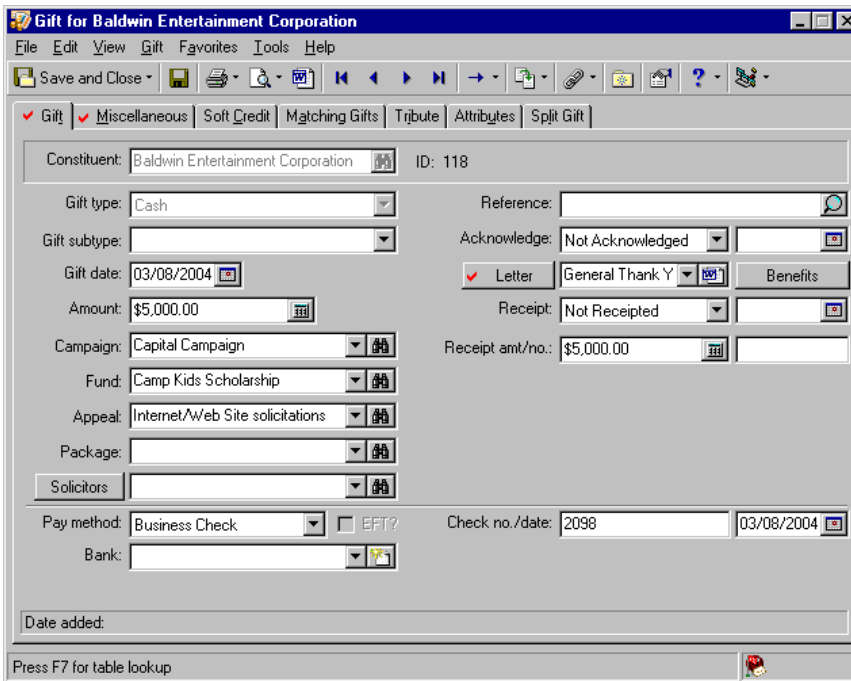 Gift for Baldwin Entertainment Corporation
File Edit View Gift Favorites Tools Help
Save and Close
Gift Miscellaneous Soft Credit Matching Gifts Tribute Attributes Split Gift
Constituent: Baldwin Entertainment Corporation ID: 118
Gift type: Cash Reference:
Gift subtype: Acknowledge: Not Acknowledged
Gift date: 03/08/2004 Letter General Thank Y Benefits
Amount: $5,000.00 Receipt: Not Receipted
Campaign: Capital Campaign Receipt amt/no.: $5,000.00
Fund: Camp Kids Scholarship
Appeal: Internet/Web Site solicitations
Package:
Solicitors
Pay method: Business Check EFT? Check no./date: 2098 03/08/2004
Bank:
Date added:
Press F7 for table lookup